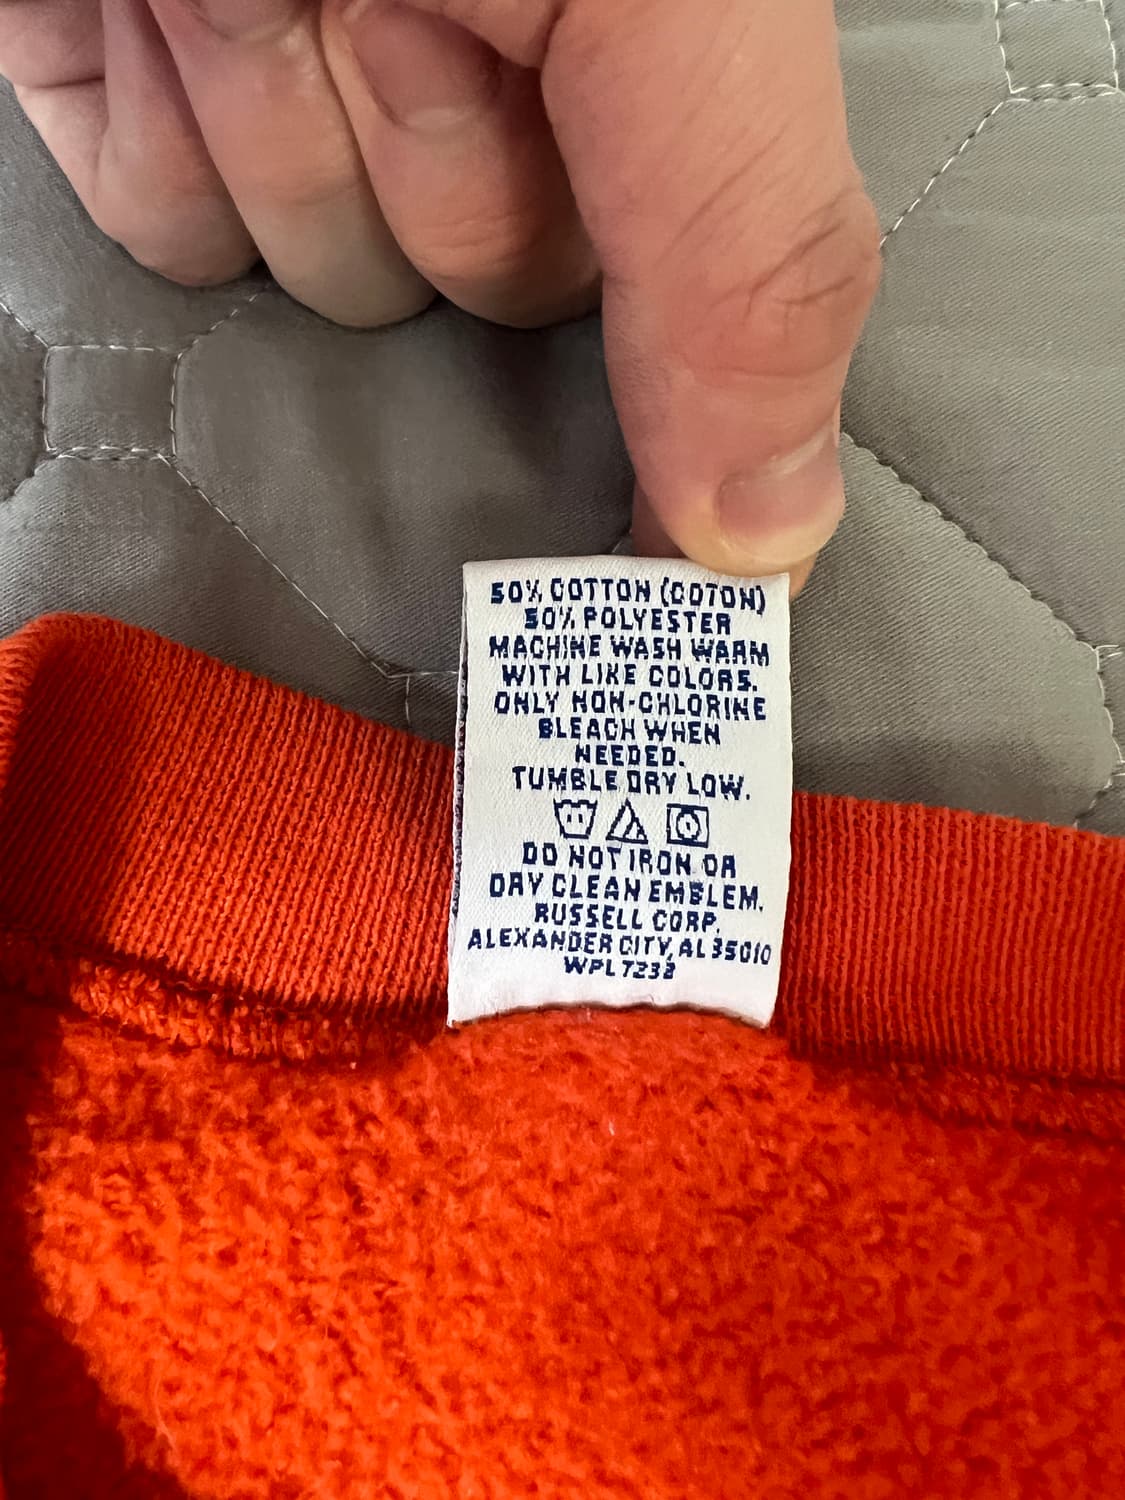 50% COTTON (COTON)
50% POLYESTER
MACHINE WASH WARM
WITH LIKE COLORS.
ONLY NON-CHLORINE
BLEACH WHEN
NEEDED.
TUMBLE DRY LOW.
DO NOT IRON OR
DRY CLEAN EMBLEM.
RUSSELL CORP.
ALEXANDER CITY, AL 35010
WPL 7232